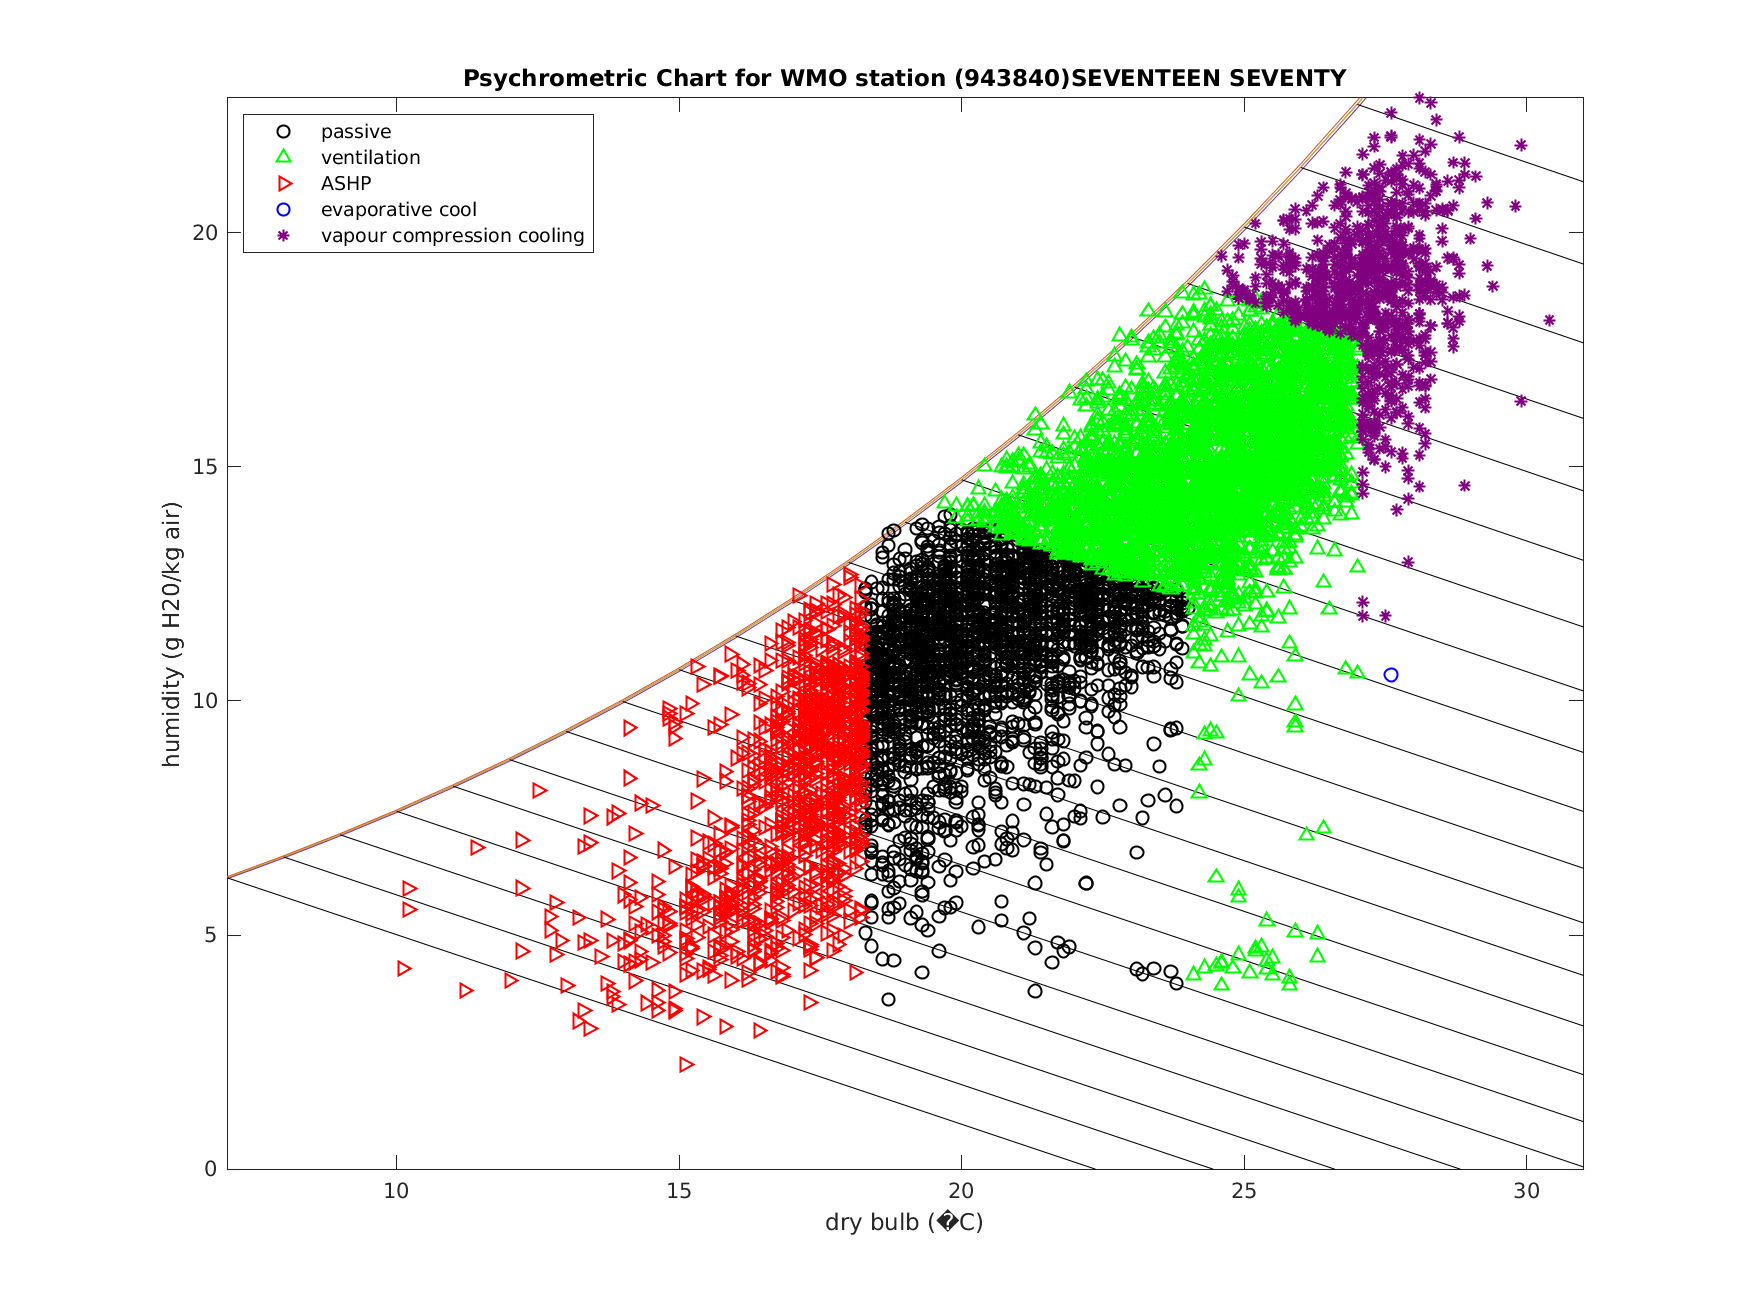 Psychrometric Chart for WMO station (943840)SEVENTEEN SEVENTY
passive
ventilation
ASHP
evaporative cool
vapour compression cooling
humidity (g H20/kg air)
20
15
10
5
0
10
15
20
25
30
dry bulb (�C)